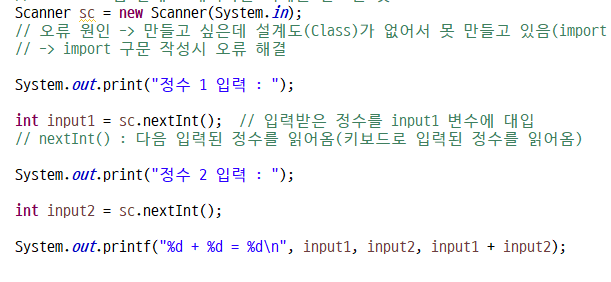 Scanner sc = new Scanner(System.in);
// 오류 원인 -> 만들고 싶은데 설계도(Class)가 없어서 못 만들고 있음(import
// -> import 구문 작성시 오류 해결
System.out.print("정수 1 입력 : ");
int input1 = sc.nextInt(); // 입력받은 정수를 input1 변수에 대입
// nextInt() : 다음 입력된 정수를 읽어옴(키보드로 입력된 정수를 읽어옴)
System.out.print("정수 2 입력 : ");
int input2 = sc.nextInt();
System.out.printf("%d + %d = %d\n", input1, input2, input1 + input2);